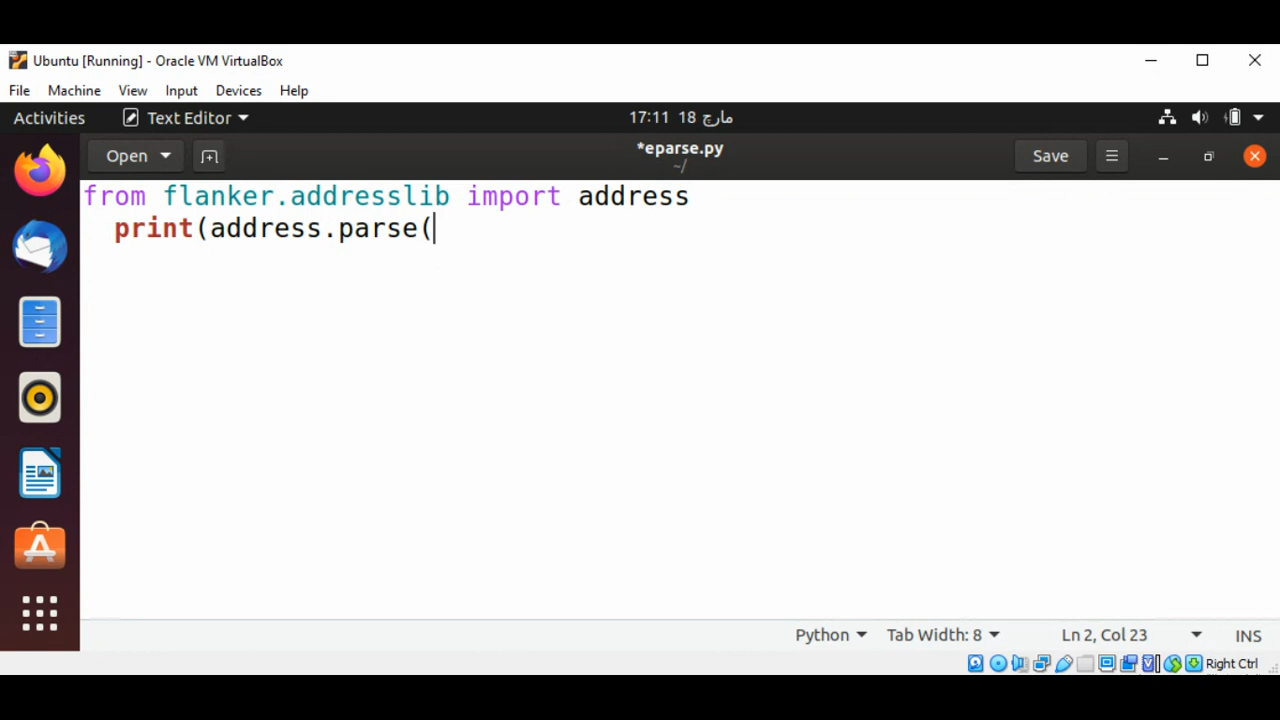 Ubuntu [Running] - Oracle VM VirtualBox
File Machine View Input Devices Help
Activities Text Editor 17:11 18 مارچ
Open *eparse.py Save
~/
from flanker.addresslib import address
  print(address.parse(
Python Tab Width: 8 Ln 2, Col 23 INS
Right Ctrl